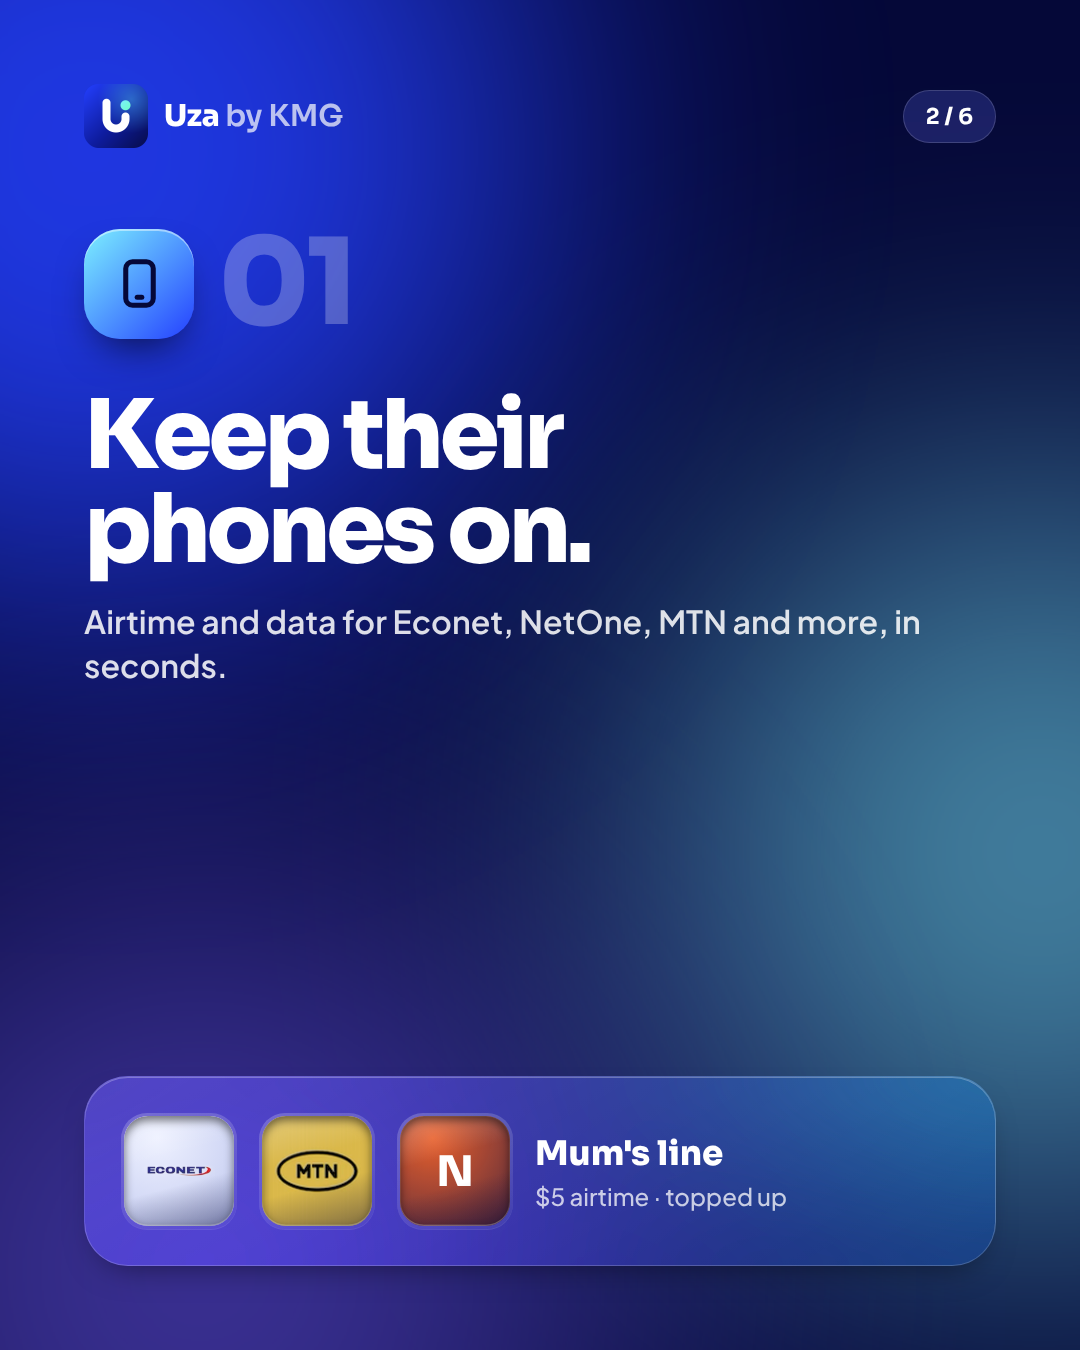 Uza by KMG
2 / 6
01
Keep their
phones on.
Airtime and data for Econet, NetOne, MTN and more, in
seconds.
ECONET
MTN
N
Mum's line
$5 airtime · topped up